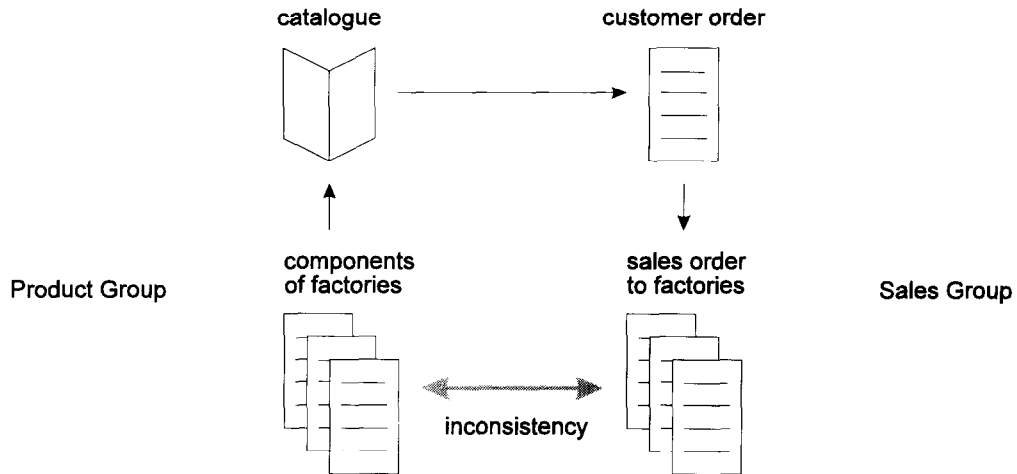 catalogue
customer order
components
of factories
sales order
to factories
Product Group
Sales Group
inconsistency